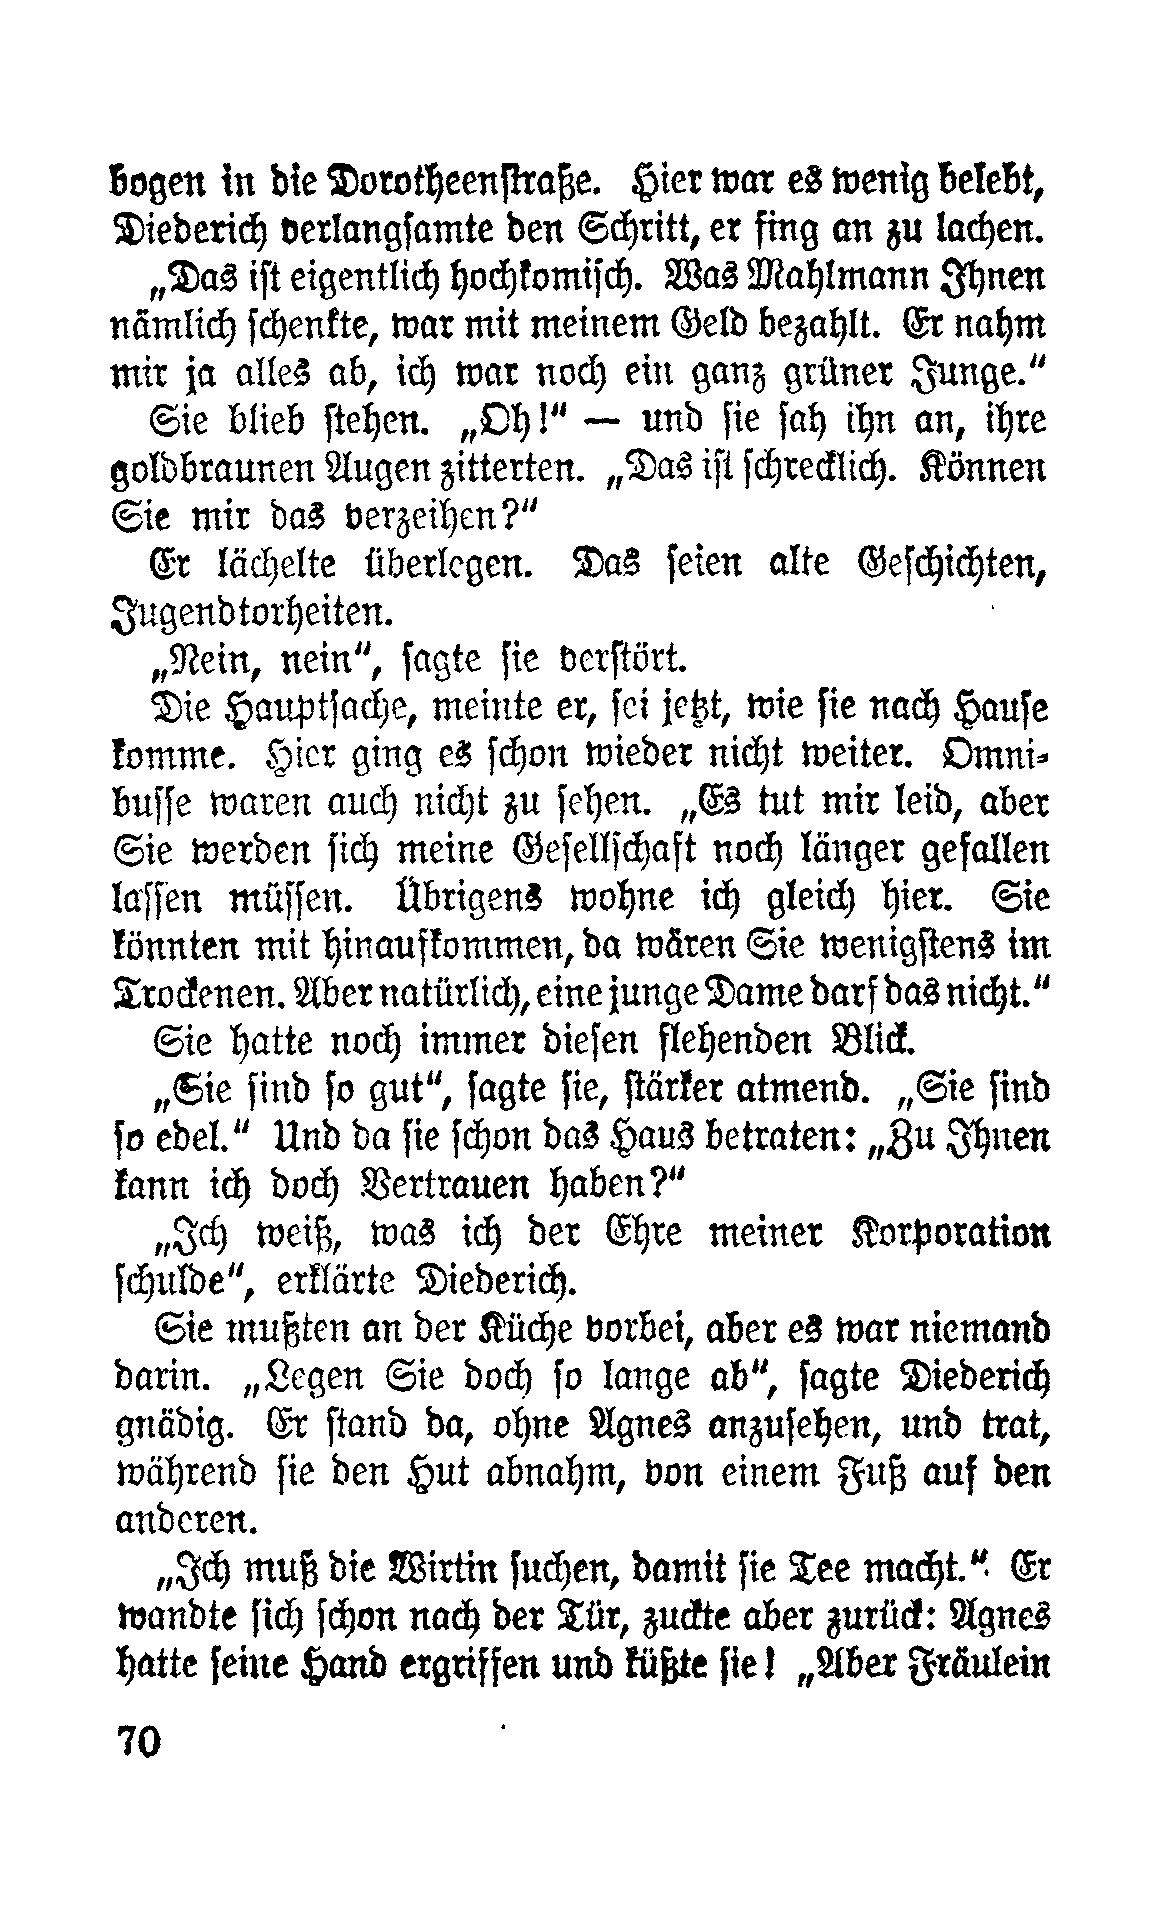 bogen in die Dorotheenstraße. Hier war es wenig belebt,
Diederich verlangsamte den Schritt, er fing an zu lachen.
„Das ist eigentlich hochkomisch. Was Mahlmann Ihnen
nämlich schenkte, war mit meinem Geld bezahlt. Er nahm
mir ja alles ab, ich war noch ein ganz grüner Junge.“
Sie blieb stehen. „Oh!“ — und sie sah ihn an, ihre
goldbraunen Augen zitterten. „Das ist schrecklich. Können
Sie mir das verzeihen?“
Er lächelte überlegen. Das seien alte Geschichten,
Jugendtorheiten.
„Nein, nein“, sagte sie verstört.
Die Hauptsache, meinte er, sei jetzt, wie sie nach Hause
komme. Hier ging es schon wieder nicht weiter. Omni-
busse waren auch nicht zu sehen. „Es tut mir leid, aber
Sie werden sich meine Gesellschaft noch länger gefallen
lassen müssen. Übrigens wohne ich gleich hier. Sie
könnten mit hinaufkommen, da wären Sie wenigstens im
Trockenen. Aber natürlich, eine junge Dame darf das nicht.“
Sie hatte noch immer diesen flehenden Blick.
„Sie sind so gut“, sagte sie, stärker atmend. „Sie sind
so edel.“ Und da sie schon das Haus betraten: „Zu Ihnen
kann ich doch Vertrauen haben?“
„Ich weiß, was ich der Ehre meiner Korporation
schulde“, erklärte Diederich.
Sie mußten an der Küche vorbei, aber es war niemand
darin. „Legen Sie doch so lange ab“, sagte Diederich
gnädig. Er stand da, ohne Agnes anzusehen, und trat,
während sie den Hut abnahm, von einem Fuß auf den
anderen.
„Ich muß die Wirtin suchen, damit sie Tee macht.“ Er
wandte sich schon nach der Tür, zuckte aber zurück: Agnes
hatte seine Hand ergriffen und küßte sie! „Aber Fräulein
70